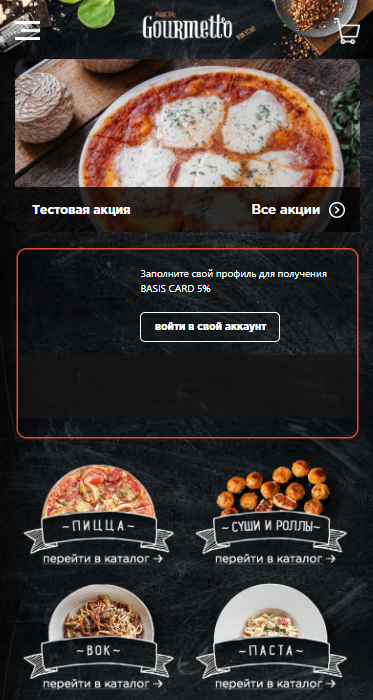 Gourmetto
Тестовая акция
Все акции
Заполните свой профиль для получения
BASIS CARD 5%
войти в свой аккаунт
~ПИЦЦА~
~СУШИ И РОЛЛЫ~
перейти в каталог →
перейти в каталог →
~ВОК~
~ПАСТА~
перейти в каталог →
перейти в каталог →